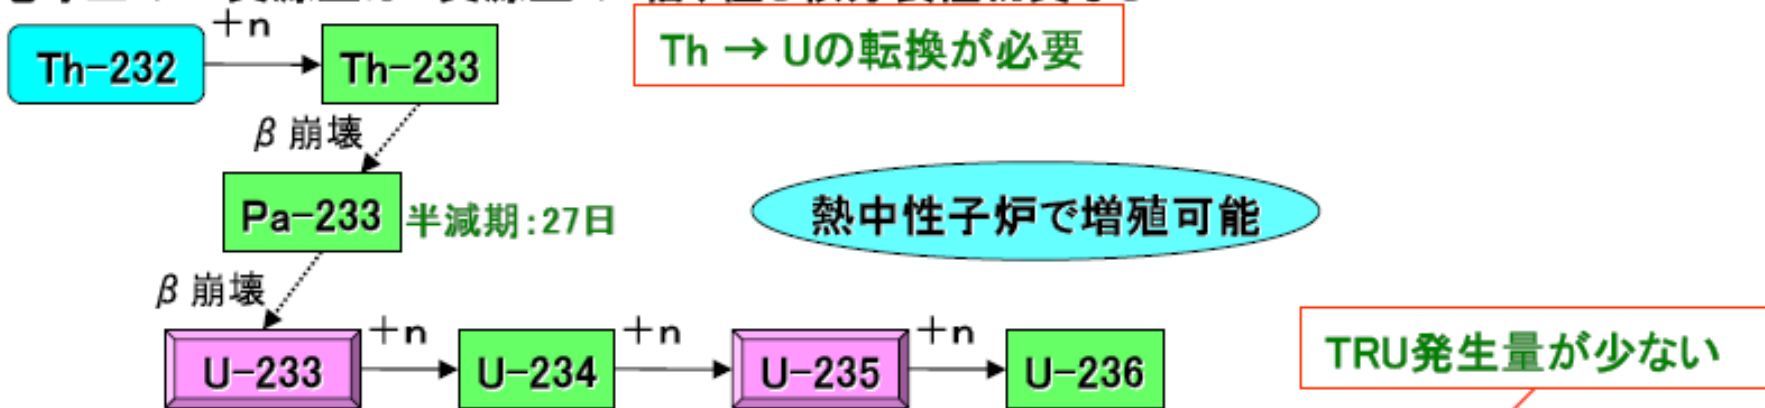 +n
Th-232 Th-233
Th → Uの転換が必要
β 崩壊
Pa-233 半減期:27日
熱中性子炉で増殖可能
β 崩壊
+n +n +n
U-233 U-234 U-235 U-236
TRU発生量が少ない